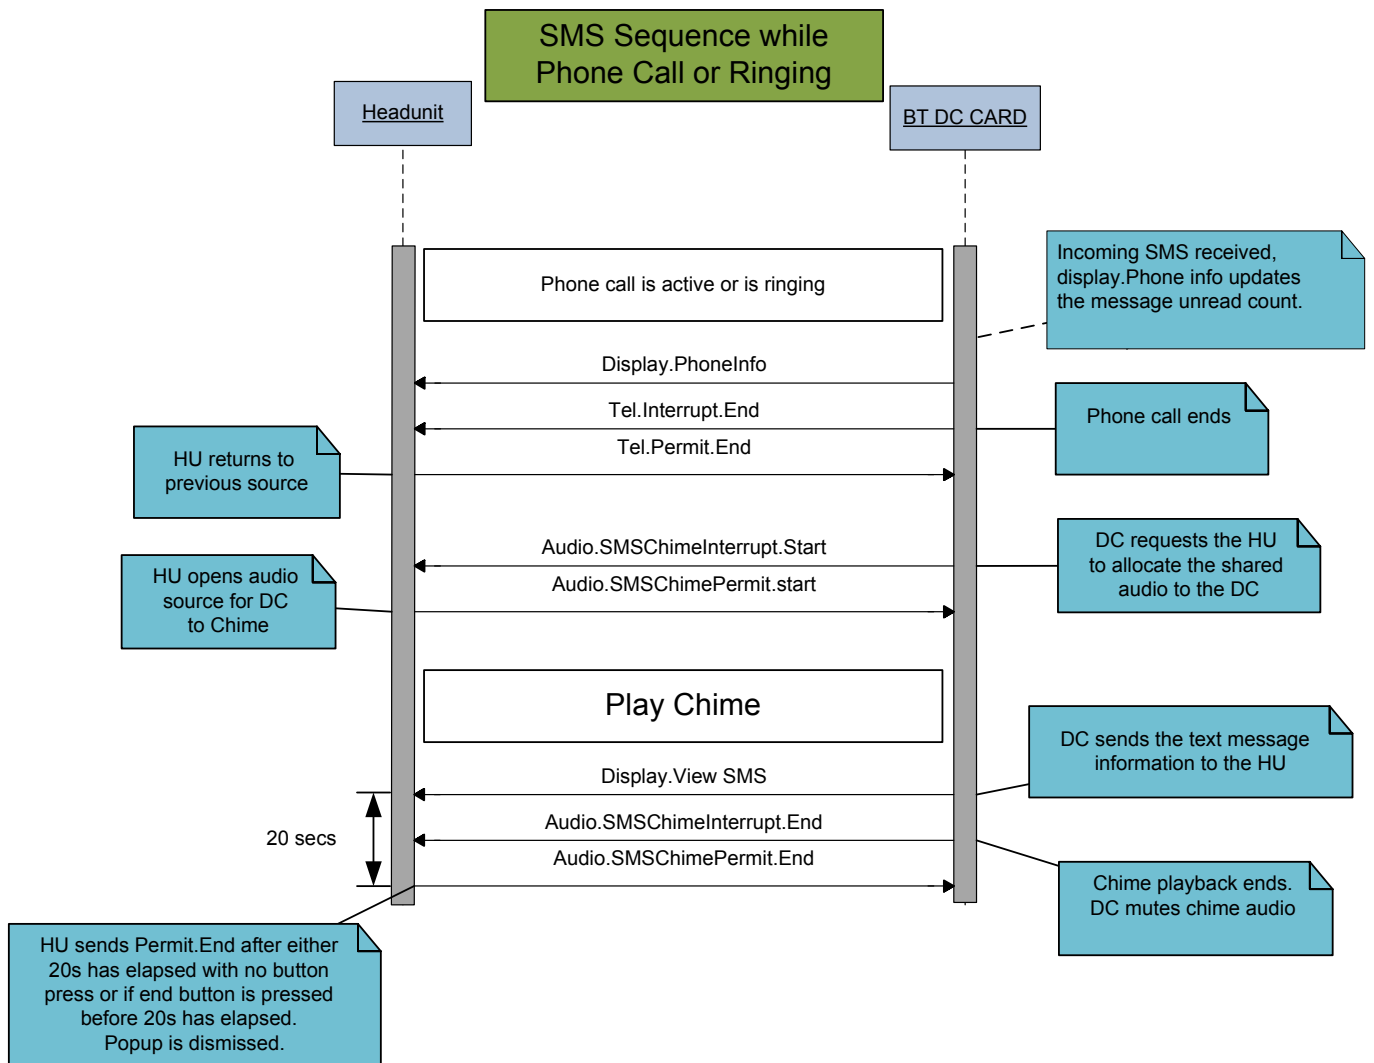 SMS Sequence while
Phone Call or Ringing
Headunit
BT DC CARD
Phone call is active or is ringing
Incoming SMS received,
display.Phone info updates
the message unread count.
Display.PhoneInfo
Tel.Interrupt.End
Phone call ends
Tel.Permit.End
HU returns to
previous source
Audio.SMSChimeInterrupt.Start
DC requests the HU
to allocate the shared
audio to the DC
Audio.SMSChimePermit.start
HU opens audio
source for DC
to Chime
Play Chime
DC sends the text message
information to the HU
Display.View SMS
20 secs
Audio.SMSChimeInterrupt.End
Audio.SMSChimePermit.End
Chime playback ends.
DC mutes chime audio
HU sends Permit.End after either
20s has elapsed with no button
press or if end button is pressed
before 20s has elapsed.
Popup is dismissed.